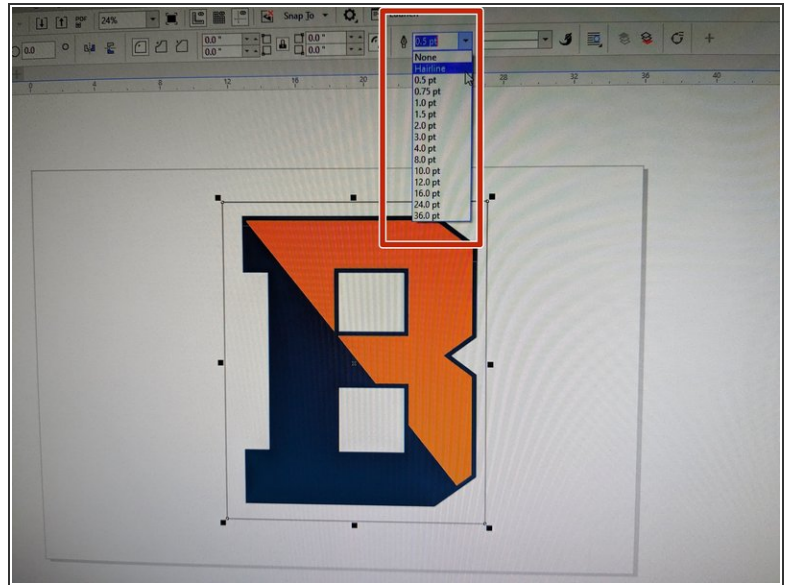 PDF 24% Snap To Launch
0.0 0.0 " 0.0 " 0.5 pt
0.0 " 0.0 "
None
Hairline
0.5 pt
0.75 pt
1.0 pt
1.5 pt
2.0 pt
3.0 pt
4.0 pt
8.0 pt
10.0 pt
12.0 pt
16.0 pt
24.0 pt
36.0 pt
0 4 8 12 16 20 28 32 36 40
B